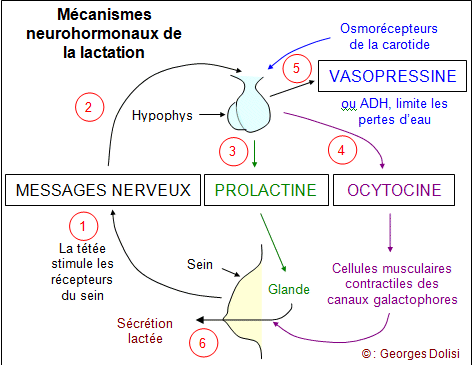 Mécanismes
neurohormonaux de
la lactation
Osmorécepteurs
de la carotide
5
VASOPRESSINE
ou ADH, limite les
pertes d'eau
2
Hypophys
3
4
MESSAGES NERVEUX
PROLACTINE
OCYTOCINE
1
La tétée
stimule les
récepteurs
du sein
Sein
Glande
Cellules musculaires
contractiles des
canaux galactophores
Sécrétion
lactée
6
© : Georges Dolisi